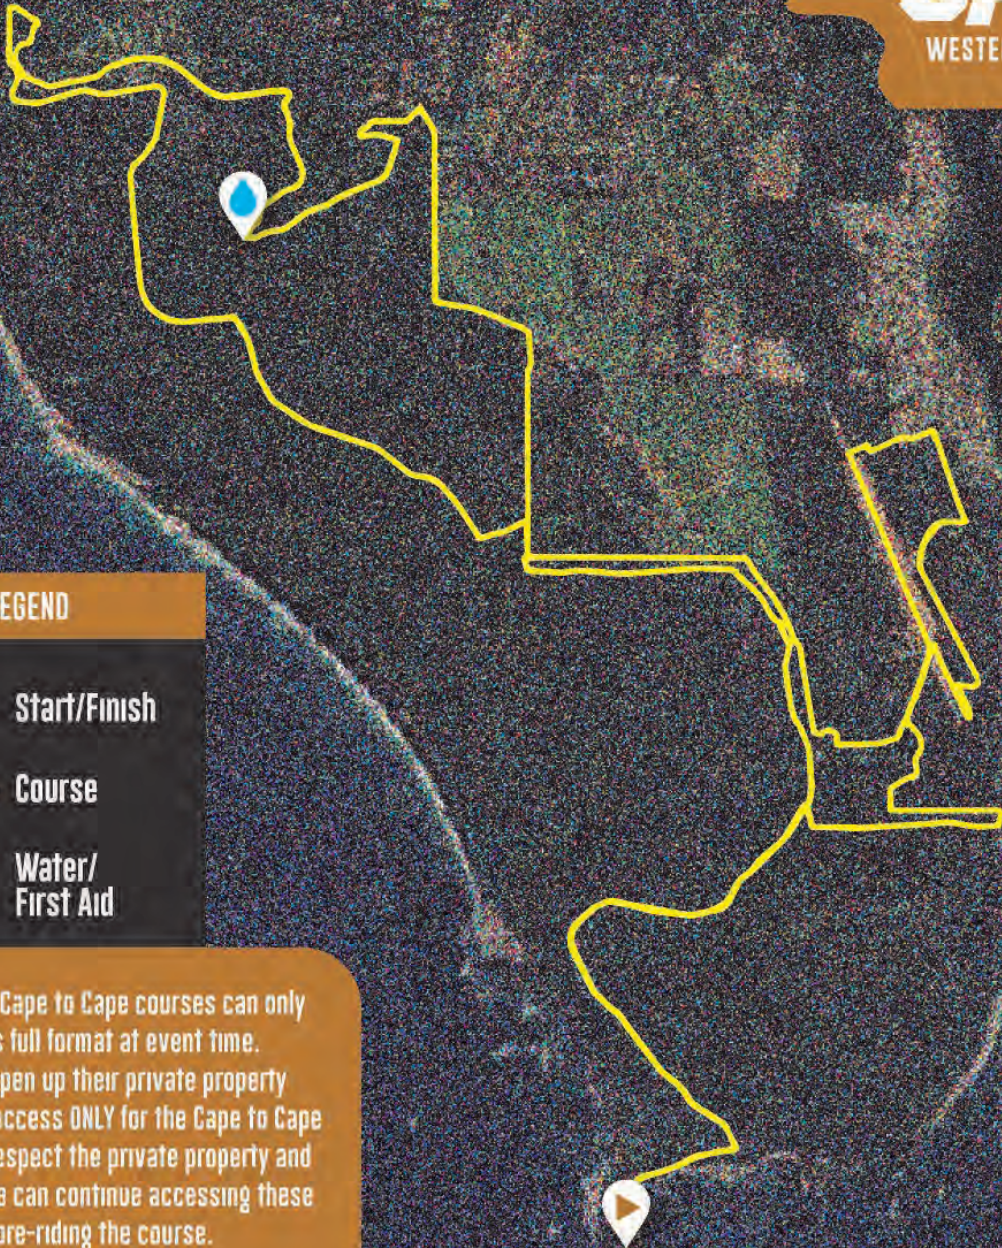 WESTE
EGEND
Start/Finish
Course
Water/
First Aid
Cape to Cape courses can only
s full format at event time.
pen up their private property
access ONLY for the Cape to Cape
espect the private property and
e can continue accessing these
pre-riding the course.